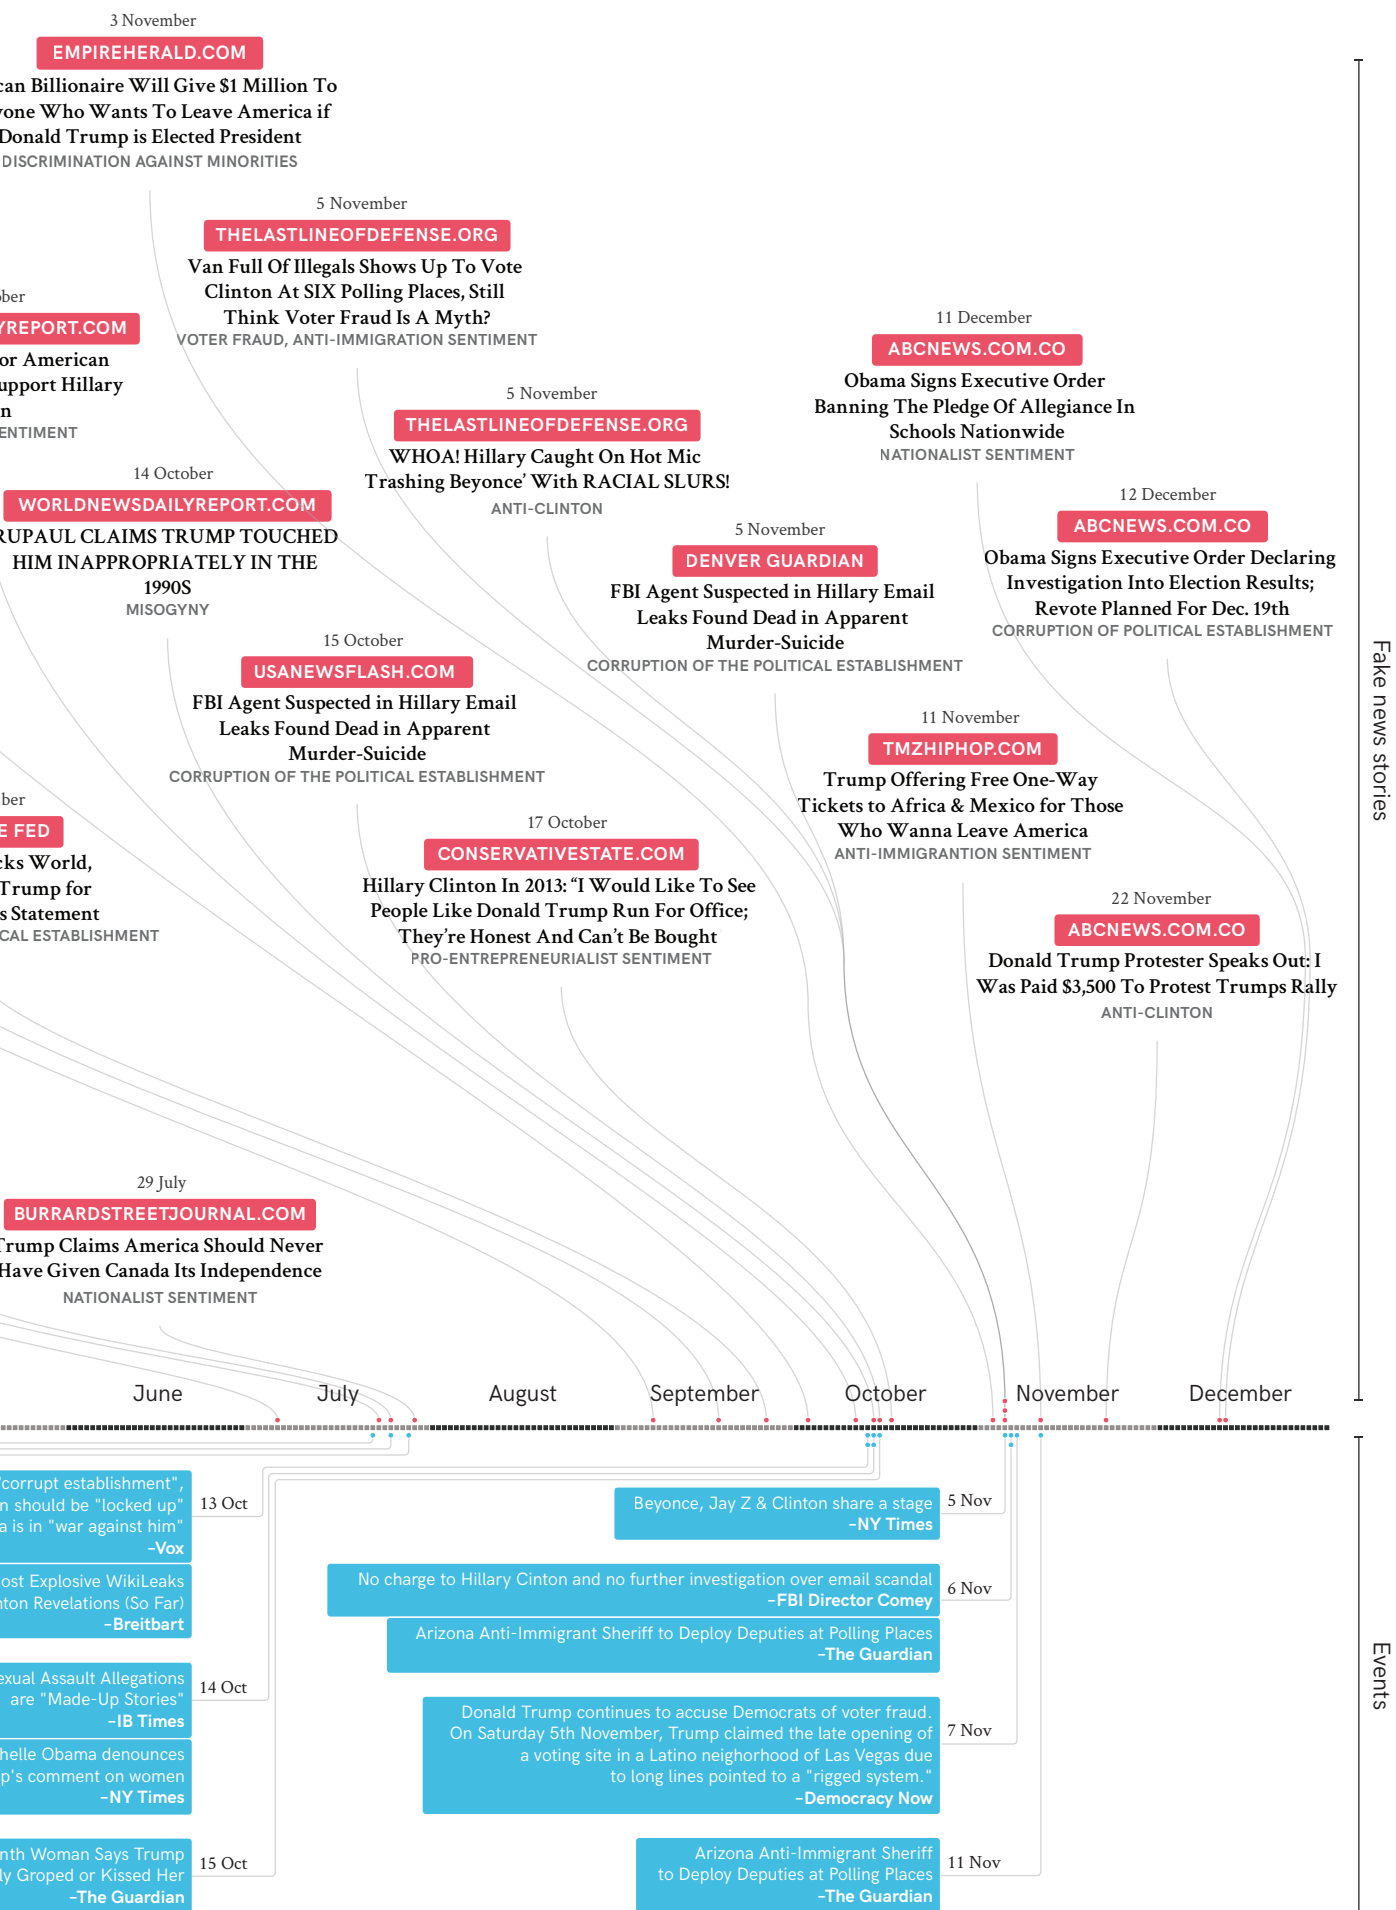 3 November
EMPIREHERALD.COM
can Billionaire Will Give $1 Million To
yone Who Wants To Leave America if
Donald Trump is Elected President
DISCRIMINATION AGAINST MINORITIES
5 November
THELASTLINEOFDEFENSE.ORG
Van Full Of Illegals Shows Up To Vote
Clinton At SIX Polling Places, Still
Think Voter Fraud Is A Myth?
VOTER FRAUD, ANTI-IMMIGRATION SENTIMENT
ber
YREPORT.COM
or American
upport Hillary
n
ENTIMENT
11 December
ABCNEWS.COM.CO
Obama Signs Executive Order
Banning The Pledge Of Allegiance In
Schools Nationwide
NATIONALIST SENTIMENT
5 November
THELASTLINEOFDEFENSE.ORG
WHOA! Hillary Caught On Hot Mic
Trashing Beyonce’ With RACIAL SLURS!
ANTI-CLINTON
14 October
WORLDNEWSDAILYREPORT.COM
RUPAUL CLAIMS TRUMP TOUCHED
HIM INAPPROPRIATELY IN THE
1990S
MISOGYNY
12 December
ABCNEWS.COM.CO
Obama Signs Executive Order Declaring
Investigation Into Election Results;
Revote Planned For Dec. 19th
CORRUPTION OF POLITICAL ESTABLISHMENT
5 November
DENVER GUARDIAN
FBI Agent Suspected in Hillary Email
Leaks Found Dead in Apparent
Murder-Suicide
CORRUPTION OF THE POLITICAL ESTABLISHMENT
15 October
USANEWSFLASH.COM
FBI Agent Suspected in Hillary Email
Leaks Found Dead in Apparent
Murder-Suicide
CORRUPTION OF THE POLITICAL ESTABLISHMENT
Fake news stories
11 November
TMZHIPHOP.COM
Trump Offering Free One-Way
Tickets to Africa & Mexico for Those
Who Wanna Leave America
ANTI-IMMIGRANTION SENTIMENT
ber
E FED
cks World,
Trump for
s Statement
CAL ESTABLISHMENT
17 October
CONSERVATIVESTATE.COM
Hillary Clinton In 2013: “I Would Like To See
People Like Donald Trump Run For Office;
They’re Honest And Can’t Be Bought
PRO-ENTREPRENEURIALIST SENTIMENT
22 November
ABCNEWS.COM.CO
Donald Trump Protester Speaks Out: I
Was Paid $3,500 To Protest Trumps Rally
ANTI-CLINTON
29 July
BURRARDSTREETJOURNAL.COM
Trump Claims America Should Never
Have Given Canada Its Independence
NATIONALIST SENTIMENT
June July August September October November December
"corrupt establishment",
n should be "locked up"
a is in "war against him"
–Vox
13 Oct
ost Explosive WikiLeaks
nton Revelations (So Far)
–Breitbart
exual Assault Allegations
are "Made-Up Stories"
–IB Times
14 Oct
helle Obama denounces
p's comment on women
–NY Times
nth Woman Says Trump
ly Groped or Kissed Her
–The Guardian
15 Oct
Beyonce, Jay Z & Clinton share a stage
–NY Times
5 Nov
No charge to Hillary Cinton and no further investigation over email scandal
–FBI Director Comey
6 Nov
Arizona Anti-Immigrant Sheriff to Deploy Deputies at Polling Places
–The Guardian
Donald Trump continues to accuse Democrats of voter fraud.
On Saturday 5th November, Trump claimed the late opening of
a voting site in a Latino neighorhood of Las Vegas due
to long lines pointed to a "rigged system."
–Democracy Now
7 Nov
Arizona Anti-Immigrant Sheriff
to Deploy Deputies at Polling Places
–The Guardian
11 Nov
Events